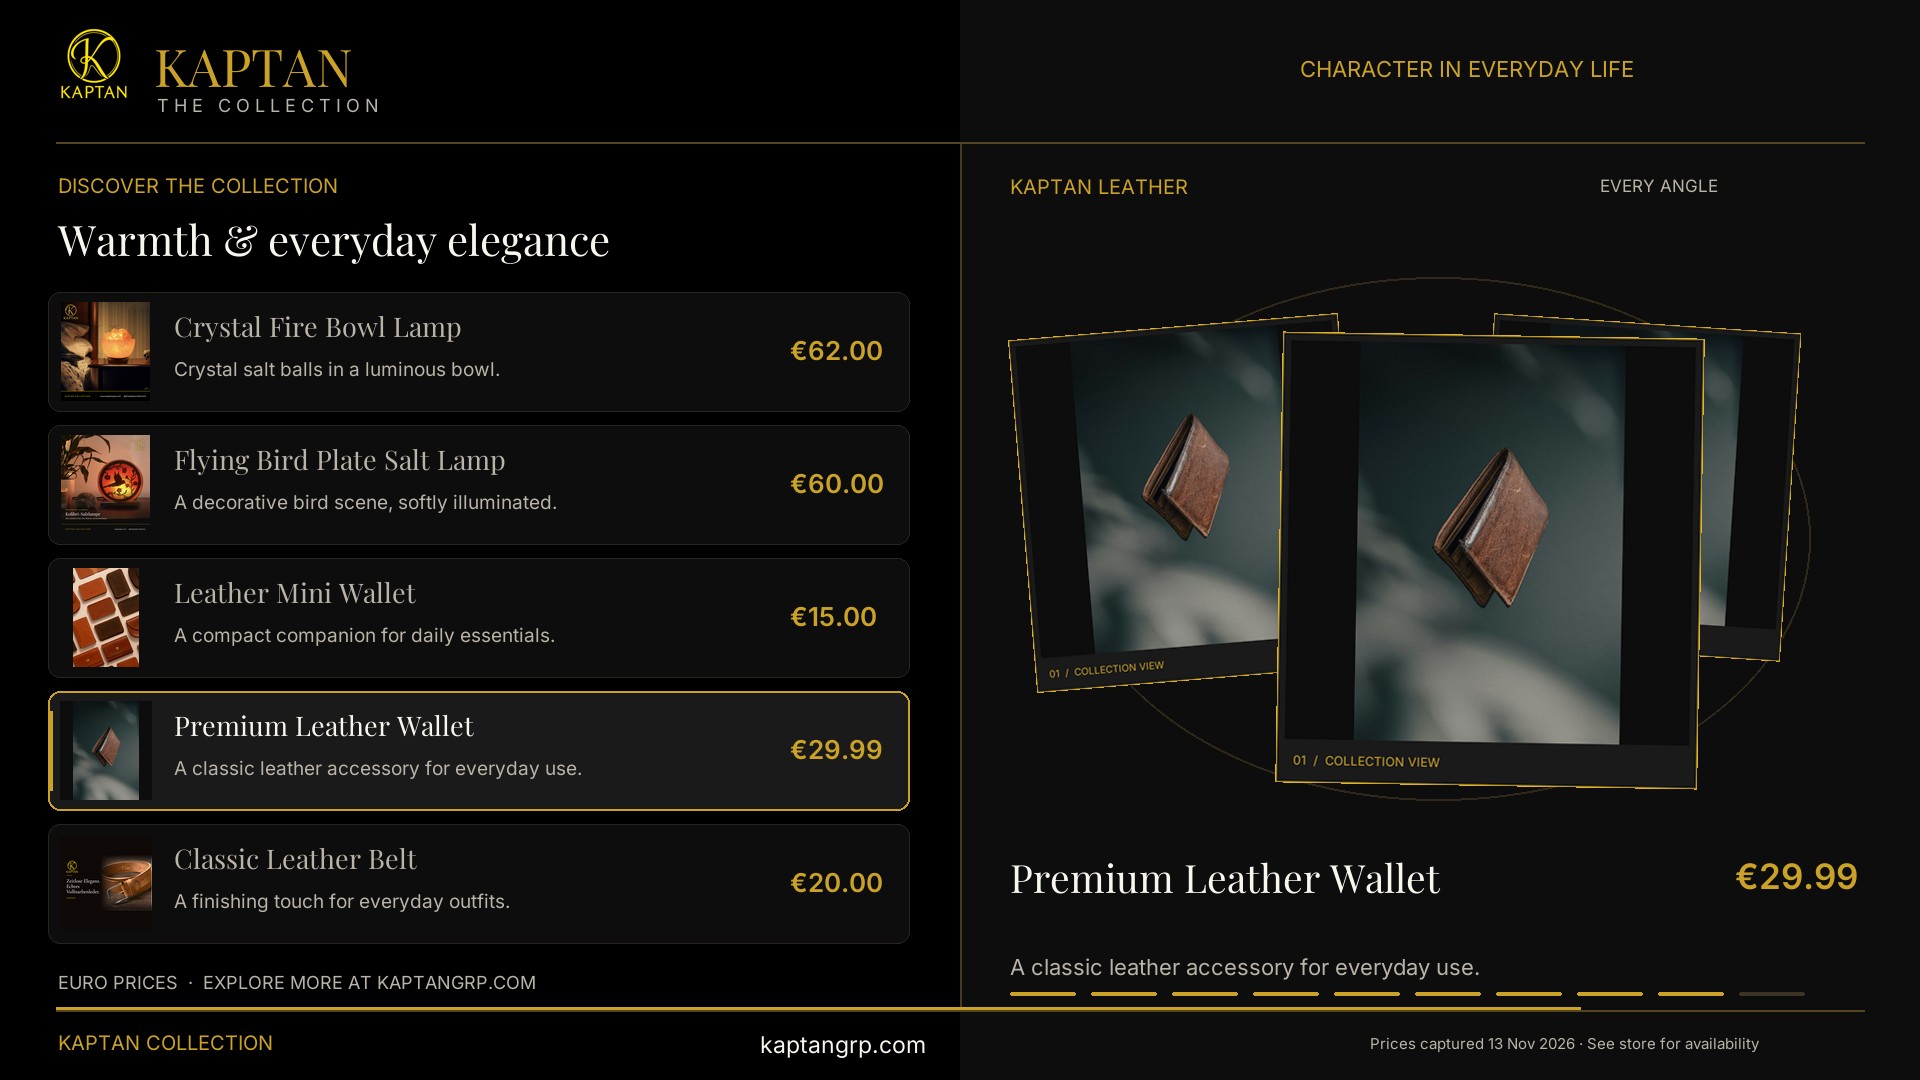 KAPTAN
KAPTAN
THE COLLECTION
CHARACTER IN EVERYDAY LIFE
DISCOVER THE COLLECTION
Warmth & everyday elegance
Crystal Fire Bowl Lamp
Crystal salt balls in a luminous bowl.
€62.00
Flying Bird Plate Salt Lamp
A decorative bird scene, softly illuminated.
€60.00
Leather Mini Wallet
A compact companion for daily essentials.
€15.00
Premium Leather Wallet
A classic leather accessory for everyday use.
€29.99
Classic Leather Belt
A finishing touch for everyday outfits.
€20.00
EURO PRICES · EXPLORE MORE AT KAPTANGRP.COM
KAPTAN LEATHER
EVERY ANGLE
01 / COLLECTION VIEW
01 / COLLECTION VIEW
Premium Leather Wallet
€29.99
A classic leather accessory for everyday use.
KAPTAN COLLECTION
kaptangrp.com
Prices captured 13 Nov 2026 · See store for availability